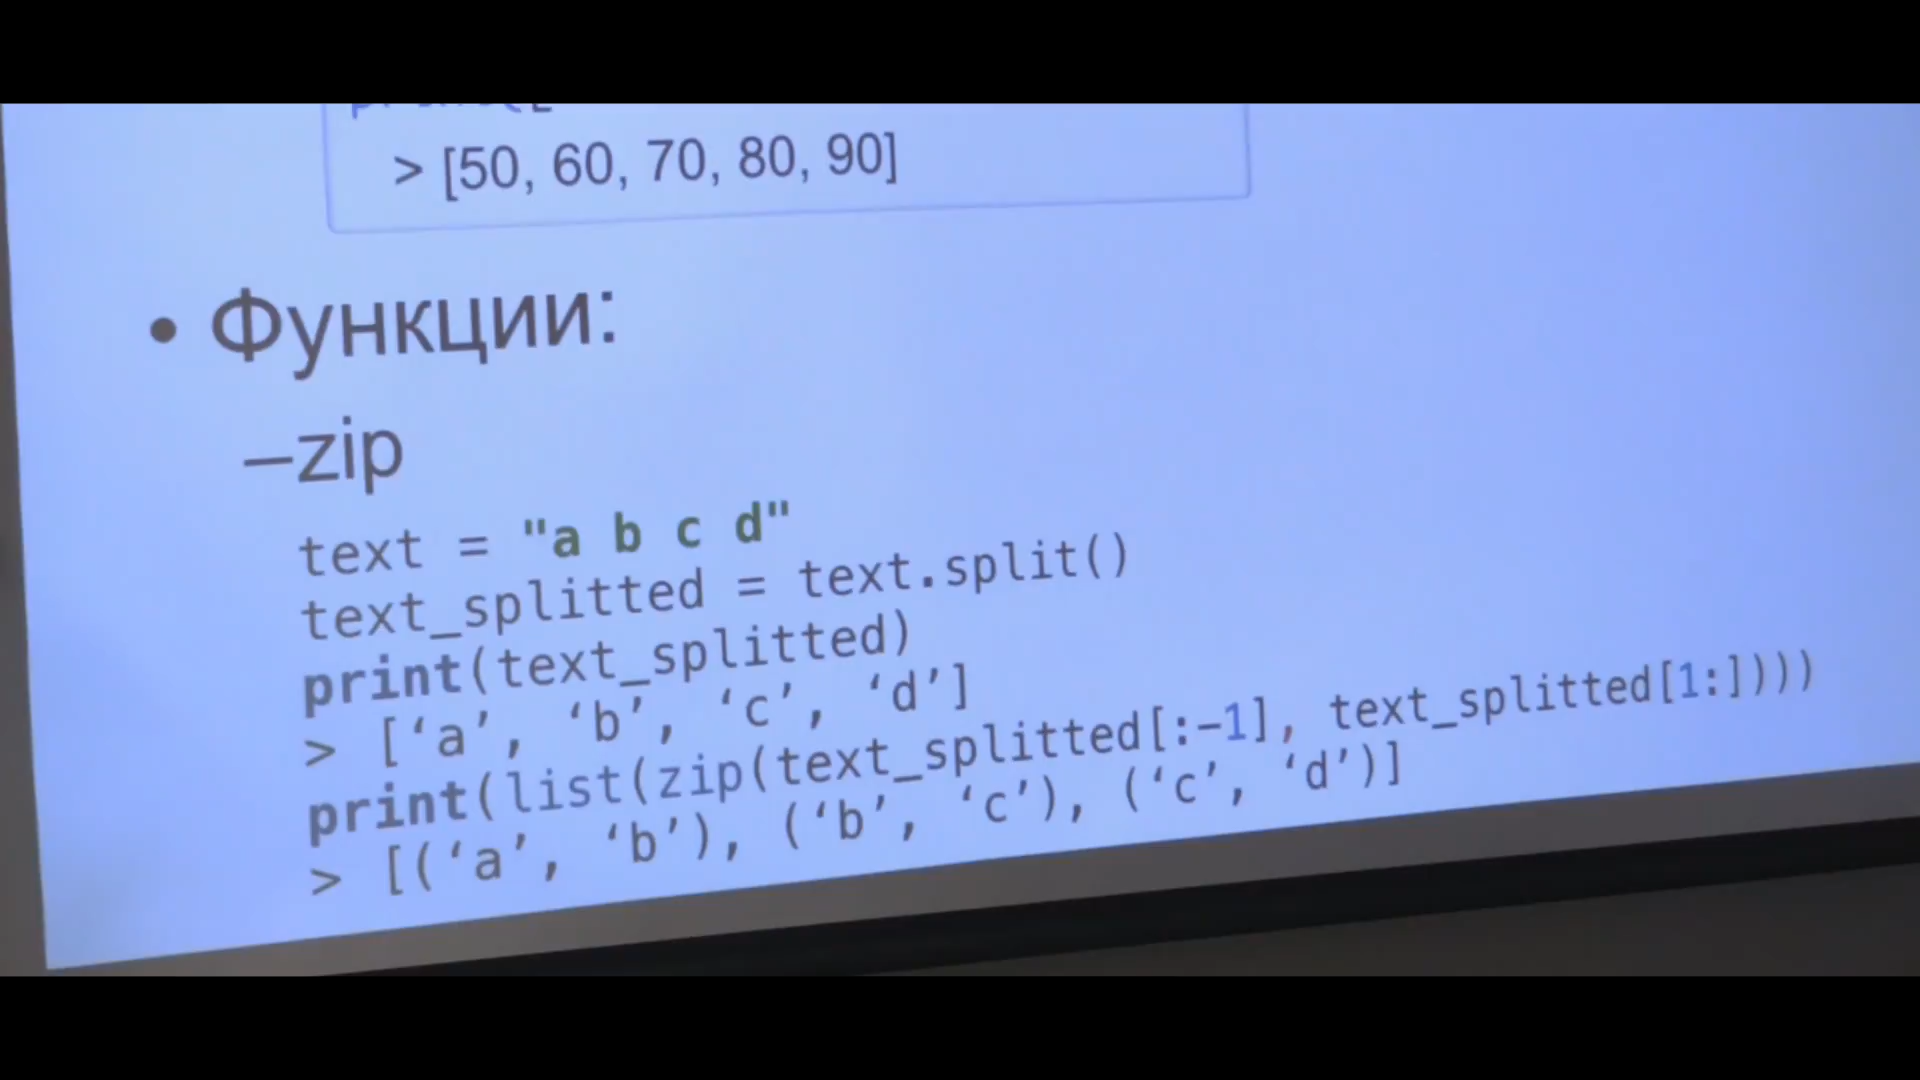 > [50, 60, 70, 80, 90]
• Функции:
–zip
text = "a b c d"
text_splitted = text.split()
print(text_splitted)
> [‘a’, ‘b’, ‘c’, ‘d’]
print(list(zip(text_splitted[:-1], text_splitted[1:])))
> [(‘a’, ‘b’), (‘b’, ‘c’), (‘c’, ‘d’)]